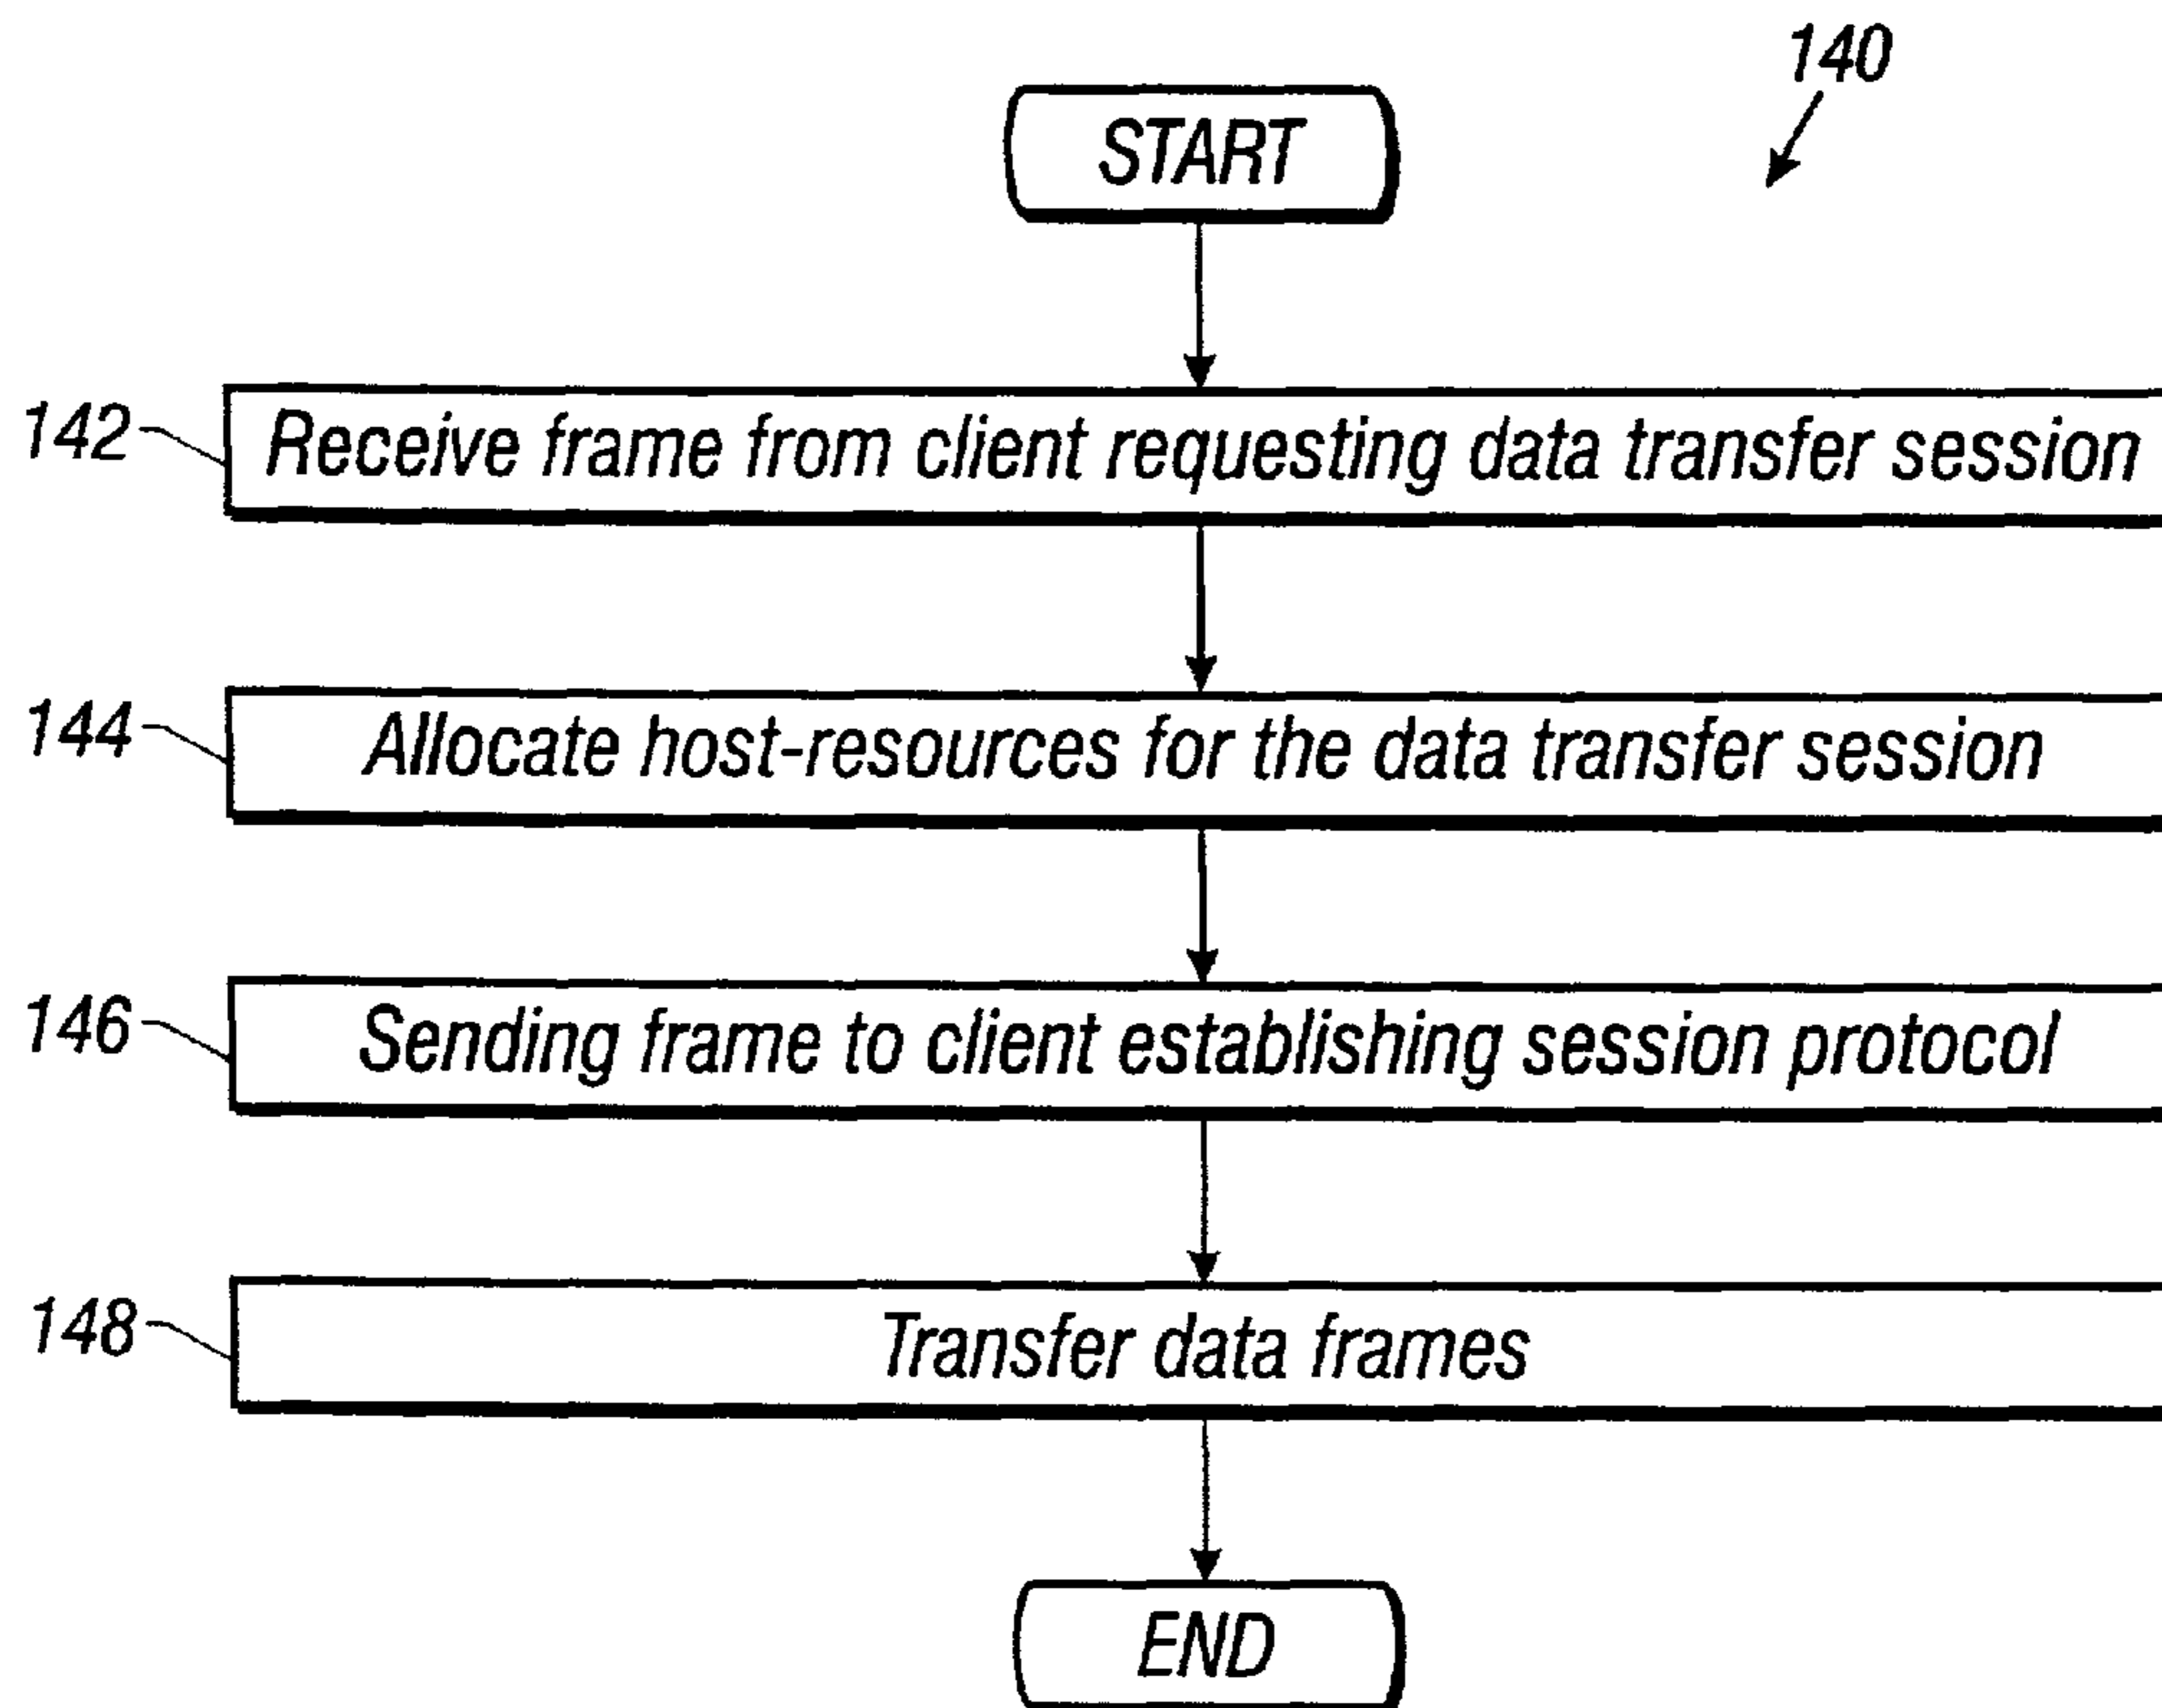 140
START
142 Receive frame from client requesting data transfer session
144 Allocate host-resources for the data transfer session
146 Sending frame to client establishing session protocol
148 Transfer data frames
END